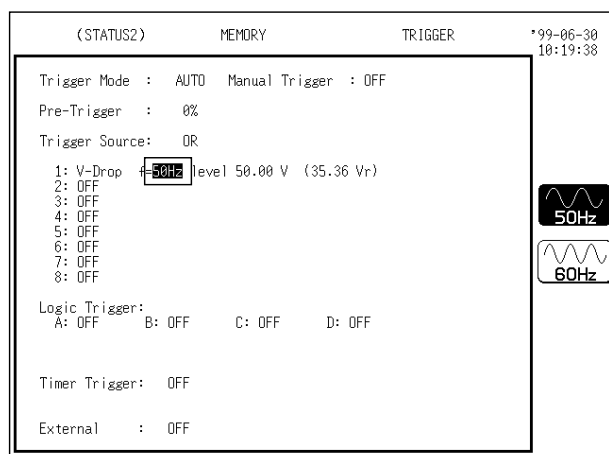 (STATUS2) MEMORY TRIGGER '99-06-30
10:19:38
Trigger Mode : AUTO Manual Trigger : OFF
Pre-Trigger : 0%
Trigger Source: OR
1: V-Drop f=50Hz level 50.00 V (35.36 Vr)
2: OFF
3: OFF
4: OFF
5: OFF
6: OFF
7: OFF
8: OFF
50Hz
60Hz
Logic Trigger:
A: OFF B: OFF C: OFF D: OFF
Timer Trigger: OFF
External : OFF